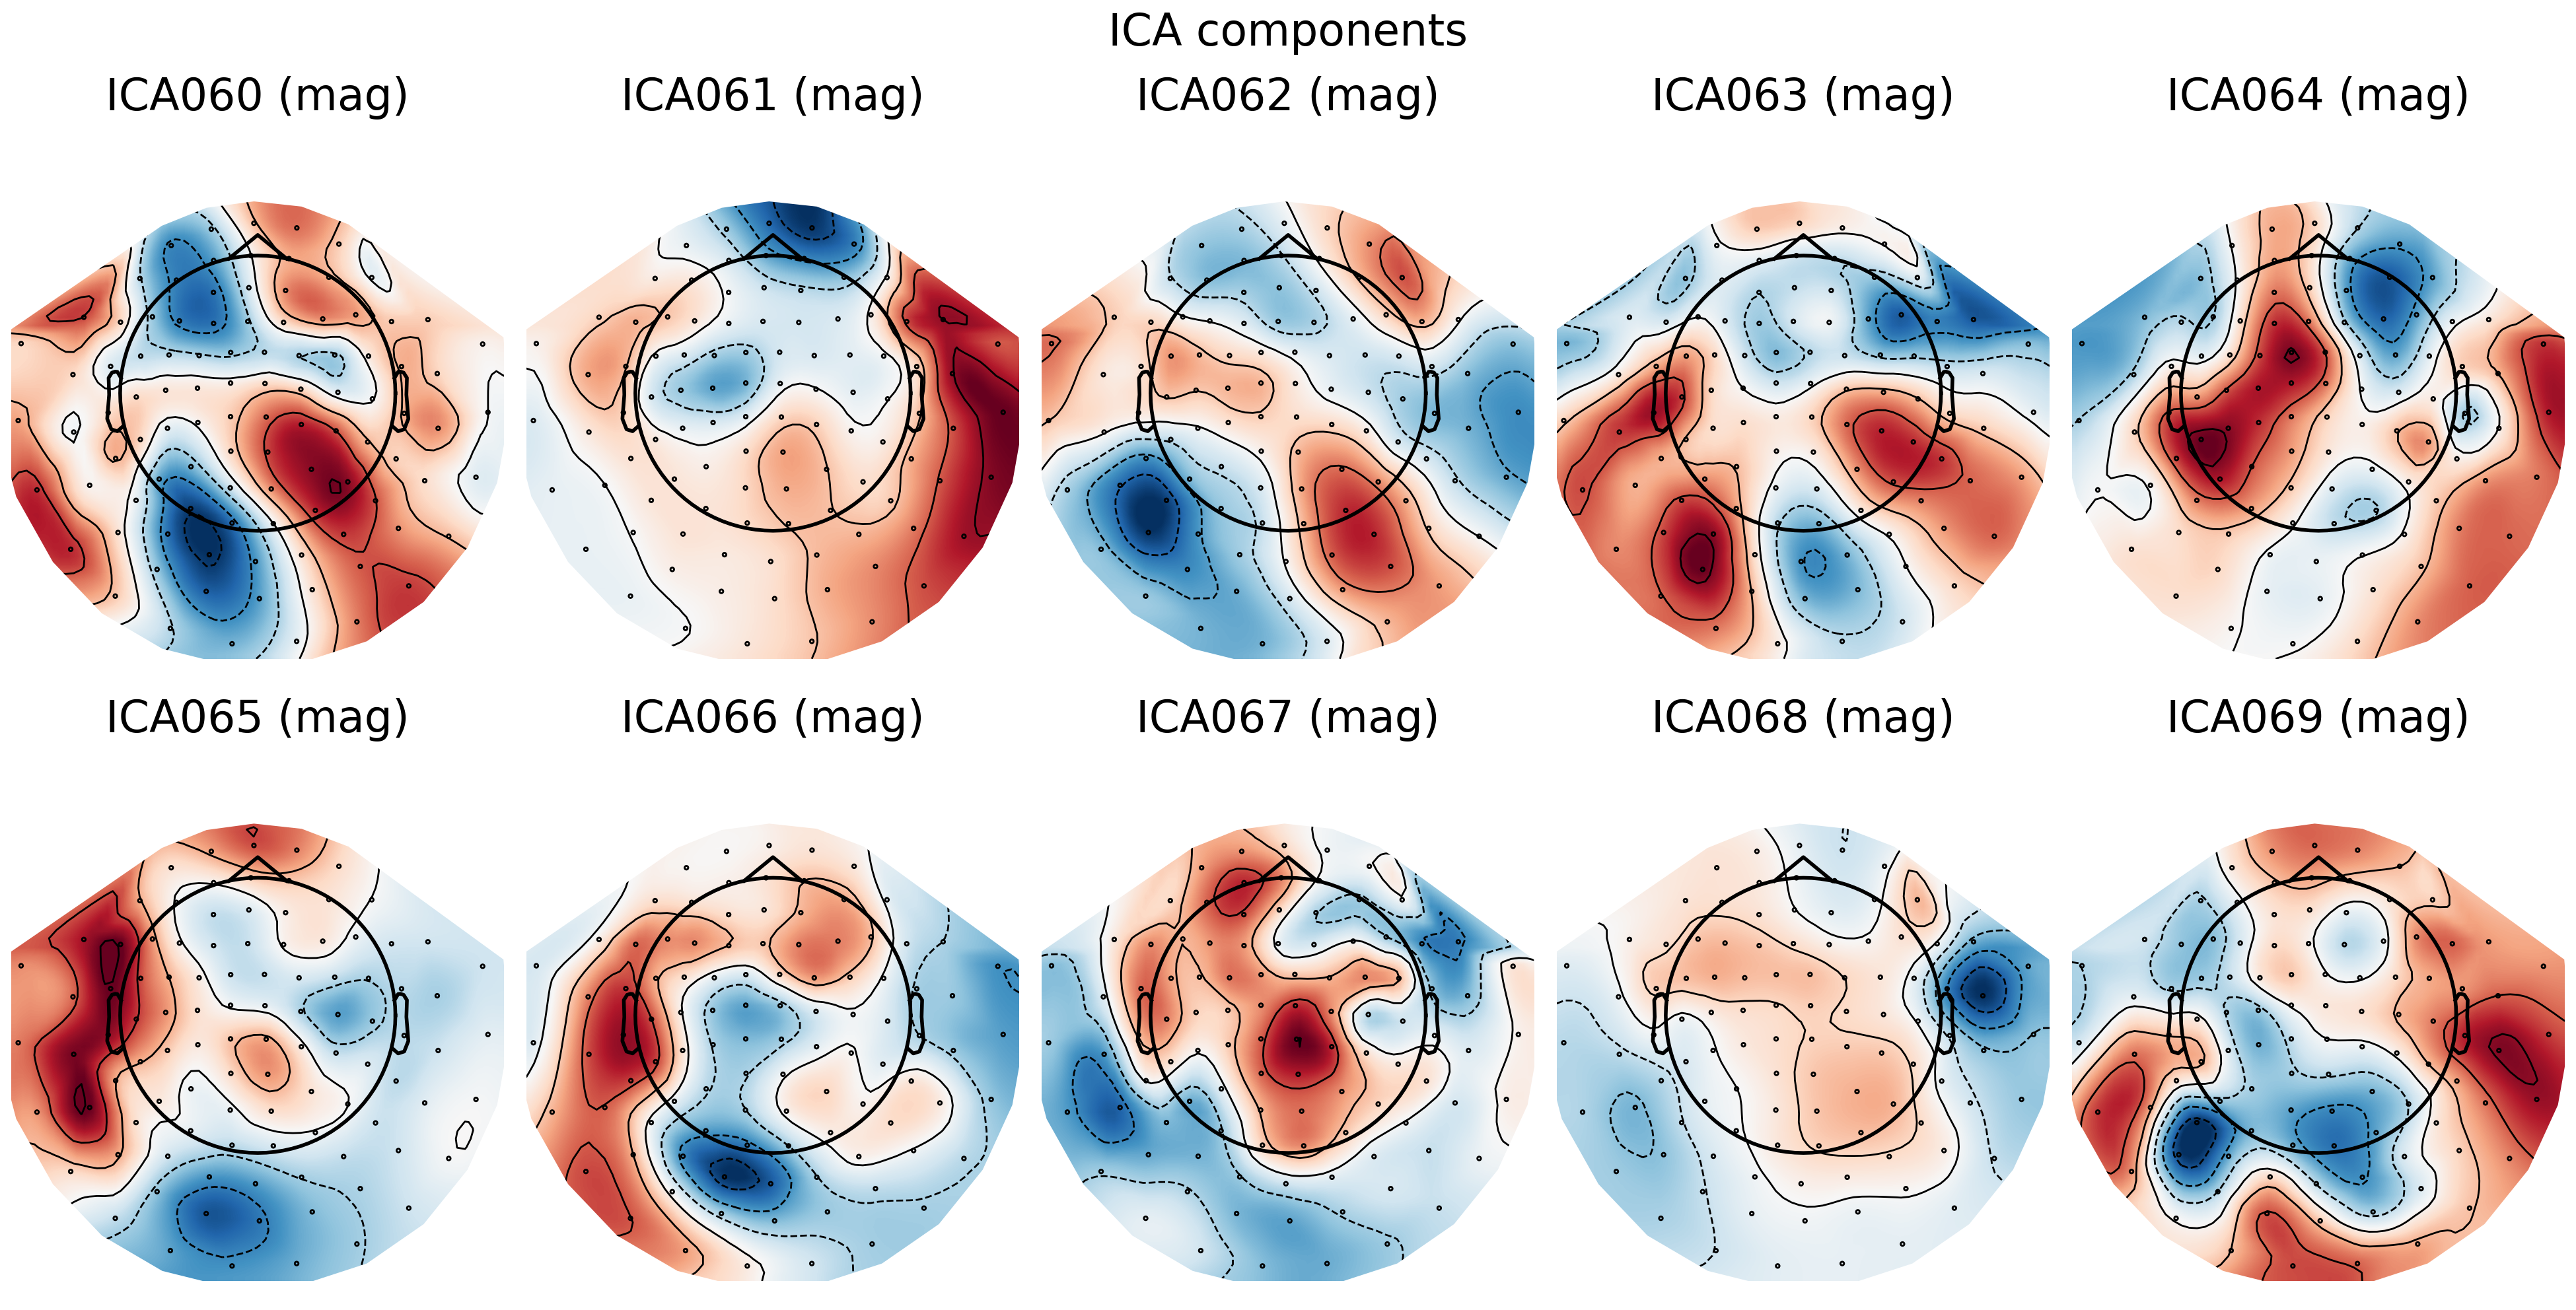 ICA components
ICA060 (mag)
ICA061 (mag)
ICA062 (mag)
ICA063 (mag)
ICA064 (mag)
ICA065 (mag)
ICA066 (mag)
ICA067 (mag)
ICA068 (mag)
ICA069 (mag)